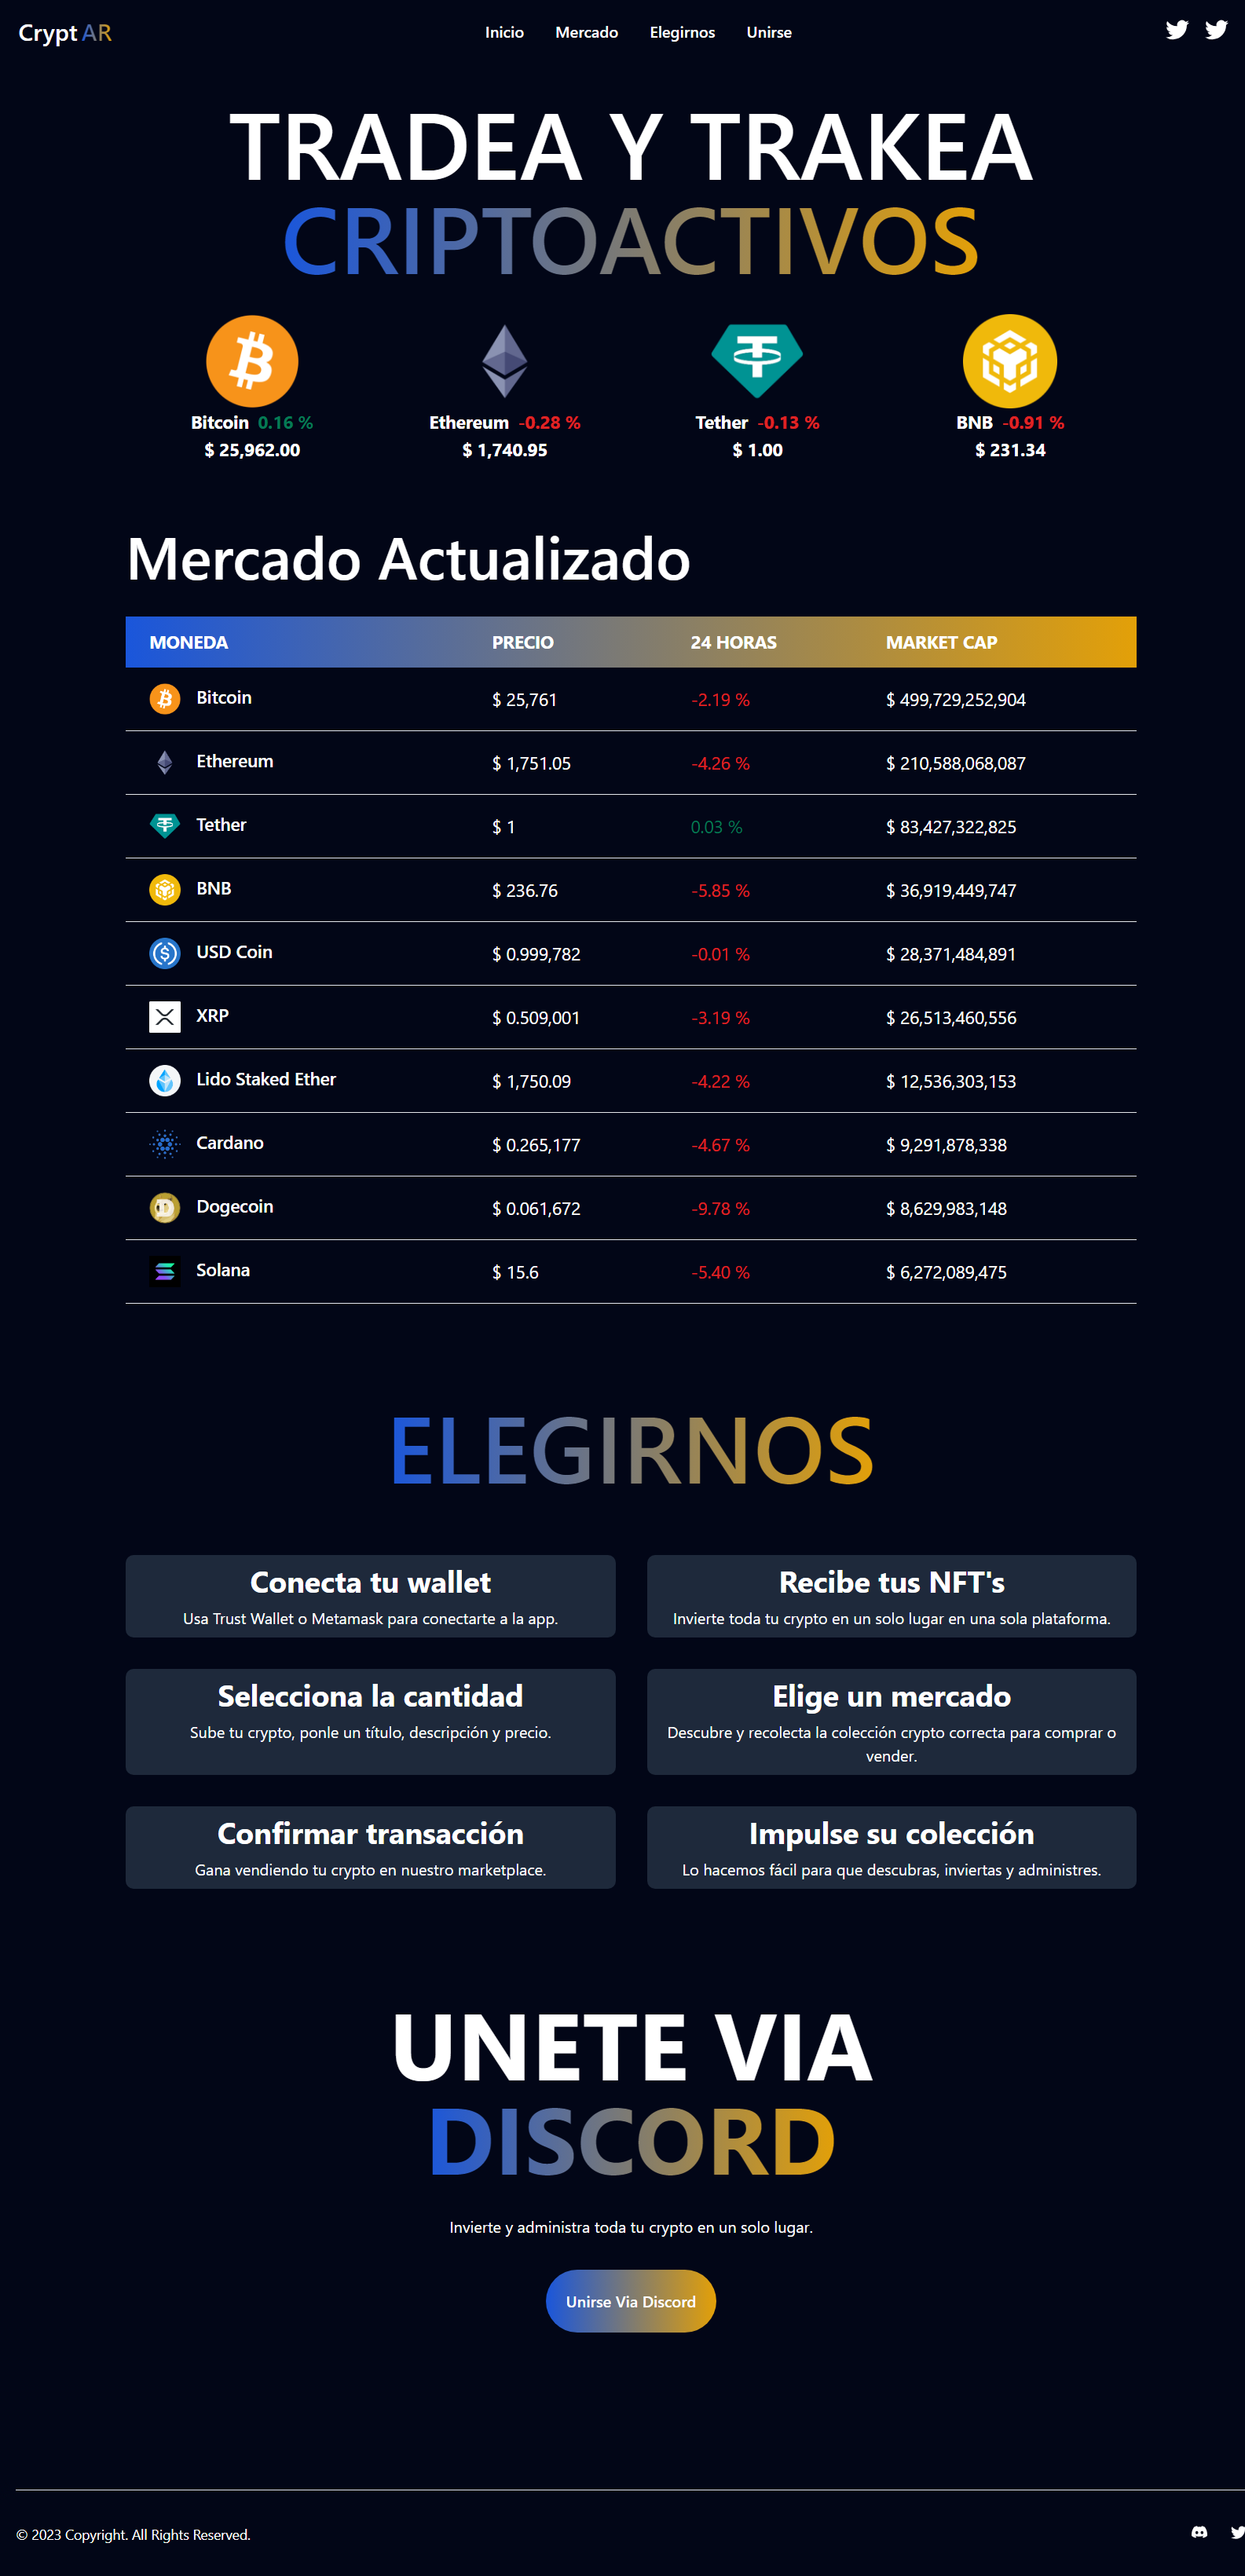 CryptAR
Inicio Mercado Elegirnos Unirse
TRADEA Y TRAKEA
CRIPTOACTIVOS
Bitcoin 0.16 %
$ 25,962.00
Ethereum -0.28 %
$ 1,740.95
Tether -0.13 %
$ 1.00
BNB -0.91 %
$ 231.34
Mercado Actualizado
MONEDA PRECIO 24 HORAS MARKET CAP
Bitcoin $ 25,761 -2.19 % $ 499,729,252,904
Ethereum $ 1,751.05 -4.26 % $ 210,588,068,087
Tether $ 1 0.03 % $ 83,427,322,825
BNB $ 236.76 -5.85 % $ 36,919,449,747
USD Coin $ 0.999,782 -0.01 % $ 28,371,484,891
XRP $ 0.509,001 -3.19 % $ 26,513,460,556
Lido Staked Ether $ 1,750.09 -4.22 % $ 12,536,303,153
Cardano $ 0.265,177 -4.67 % $ 9,291,878,338
Dogecoin $ 0.061,672 -9.78 % $ 8,629,983,148
Solana $ 15.6 -5.40 % $ 6,272,089,475
ELEGIRNOS
Conecta tu wallet
Usa Trust Wallet o Metamask para conectarte a la app.
Recibe tus NFT's
Invierte toda tu crypto en un solo lugar en una sola plataforma.
Selecciona la cantidad
Sube tu crypto, ponle un título, descripción y precio.
Elige un mercado
Descubre y recolecta la colección crypto correcta para comprar o
vender.
Confirmar transacción
Gana vendiendo tu crypto en nuestro marketplace.
Impulse su colección
Lo hacemos fácil para que descubras, inviertas y administres.
UNETE VIA
DISCORD
Invierte y administra toda tu crypto en un solo lugar.
Unirse Via Discord
© 2023 Copyright. All Rights Reserved.